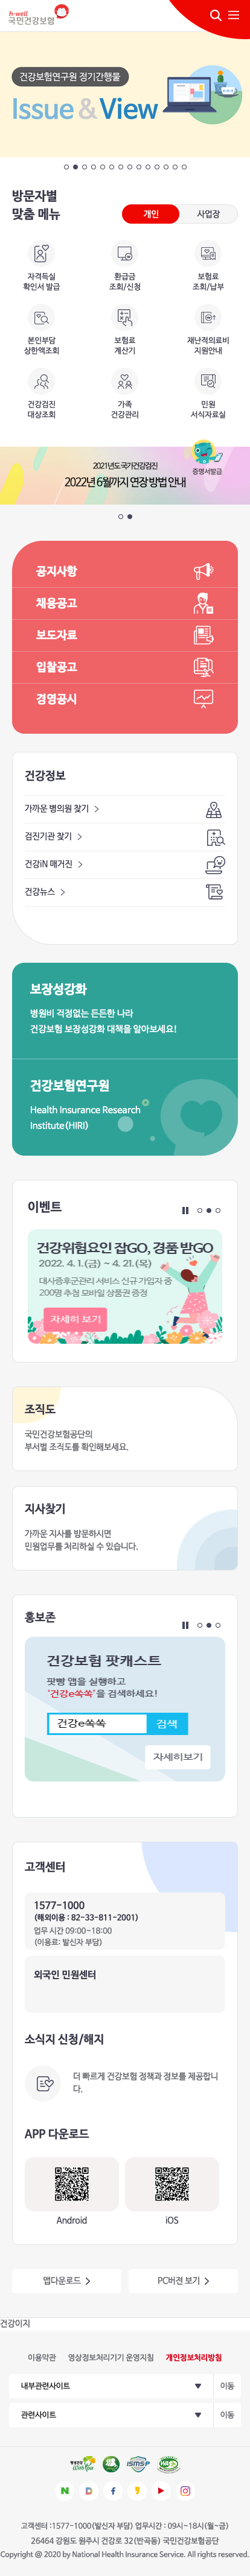 h-well
국민건강보험
건강보험연구원 정기간행물
Issue & View
방문자별
맞춤 메뉴
개인
사업장
자격득실
확인서 발급
환급금
조회/신청
보험료
조회/납부
본인부담
상한액조회
보험료
계산기
재난적의료비
지원안내
건강검진
대상조회
가족
건강관리
민원
서식자료실
2021년도 국가건강검진
2022년 6월까지 연장 방법 안내
증명서발급
공지사항
채용공고
보도자료
입찰공고
경영공시
건강정보
가까운 병의원 찾기
검진기관 찾기
건강iN 매거진
건강뉴스
보장성강화
병원비 걱정없는 든든한 나라
건강보험 보장성강화 대책을 알아보세요!
건강보험연구원
Health Insurance Research
Institute(HIRI)
이벤트
건강위험요인 잡GO, 경품 받GO
2022. 4. 1.(금) ~ 4. 21.(목)
대사증후군관리 서비스 신규 가입자 중
200명 추첨 모바일 상품권 증정
자세히 보기
조직도
국민건강보험공단의
부서별 조직도를 확인해보세요.
지사찾기
가까운 지사를 방문하시면
민원업무를 처리하실 수 있습니다.
홍보존
건강보험 팟캐스트
팟빵 앱을 실행하고
'건강e쏙쏙'을 검색하세요!
건강e쏙쏙
검색
자세히보기
고객센터
1577-1000
(해외이용 : 82-33-811-2001)
업무 시간 09:00~18:00
(이용료: 발신자 부담)
외국인 민원센터
소식지 신청/해지
더 빠르게 건강보험 정책과 정보를 제공합니
다.
APP 다운로드
Android
iOS
앱다운로드
PC버전 보기
건강이지
이용약관
영상정보처리기기 운영지침
개인정보처리방침
내부관련사이트
이동
관련사이트
이동
고객센터 :1577-1000(발신자 부담) 업무시간 : 09시~18시(월~금)
26464 강원도 원주시 건강로 32(반곡동) 국민건강보험공단
Copyright @ 2020 by National Health Insurance Service. All rights reserved.